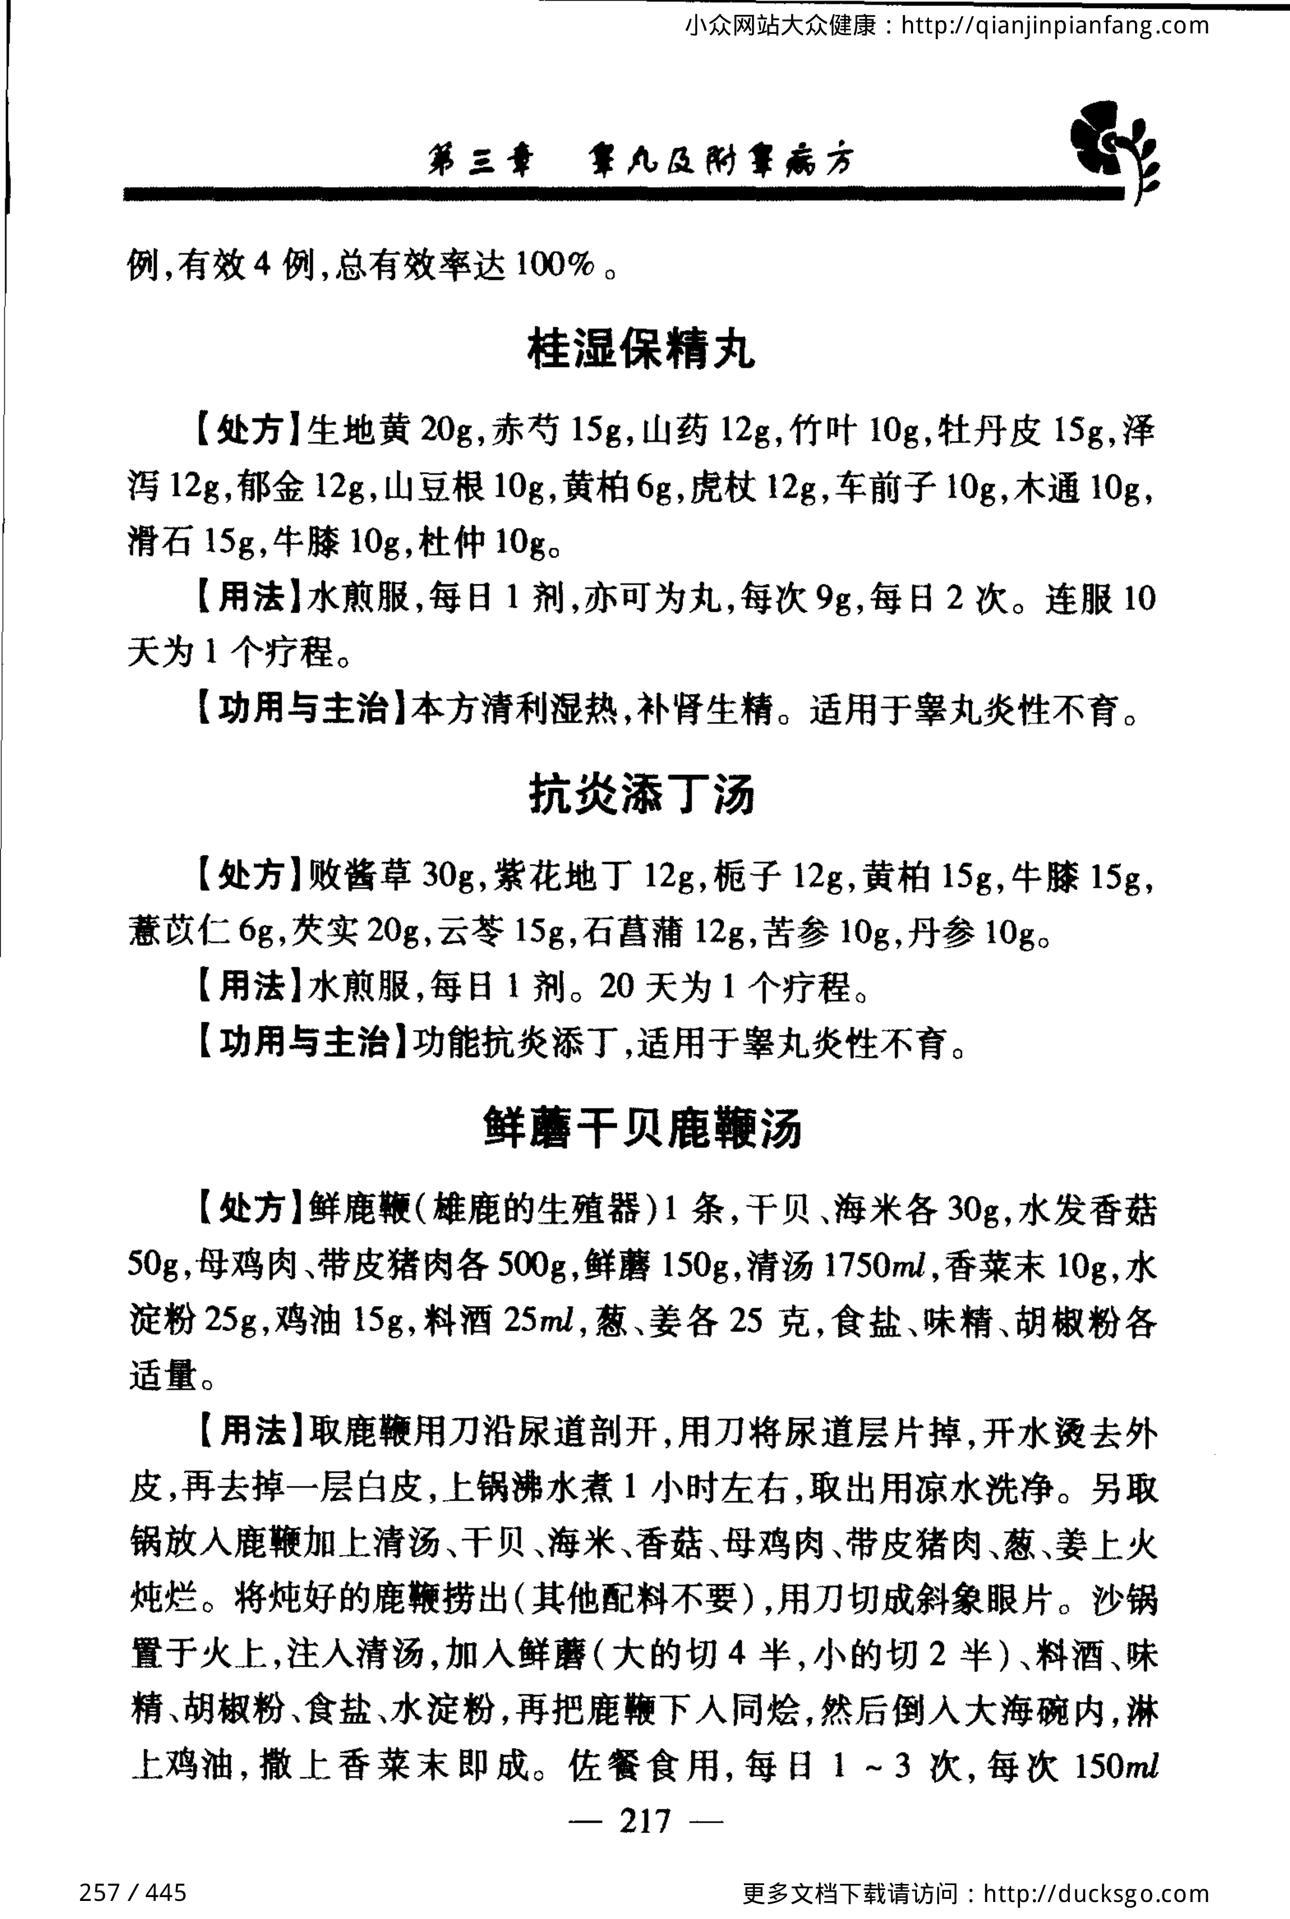 小众网站大众健康：http://qianjinpianfang.com
第三章 睾丸及附睾病方
例,有效4例,总有效率达100%。
桂湿保精丸
【处方】生地黄20g,赤芍15g,山药12g,竹叶10g,牡丹皮15g,泽
泻12g,郁金12g,山豆根10g,黄柏6g,虎杖12g,车前子10g,木通10g,
滑石15g,牛膝10g,杜仲10g。
【用法】水煎服,每日1剂,亦可为丸,每次9g,每日2次。连服10
天为1个疗程。
【功用与主治】本方清利湿热,补肾生精。适用于睾丸炎性不育。
抗炎添丁汤
【处方】败酱草30g,紫花地丁12g,栀子12g,黄柏15g,牛膝15g,
薏苡仁6g,芡实20g,云苓15g,石菖蒲12g,苦参10g,丹参10g。
【用法】水煎服,每日1剂。20天为1个疗程。
【功用与主治】功能抗炎添丁,适用于睾丸炎性不育。
鲜蘑干贝鹿鞭汤
【处方】鲜鹿鞭(雄鹿的生殖器)1条,干贝、海米各30g,水发香菇
50g,母鸡肉、带皮猪肉各500g,鲜蘑150g,清汤1750ml,香菜末10g,水
淀粉25g,鸡油15g,料酒25ml,葱、姜各25克,食盐、味精、胡椒粉各
适量。
【用法】取鹿鞭用刀沿尿道剖开,用刀将尿道层片掉,开水烫去外
皮,再去掉一层白皮,上锅沸水煮1小时左右,取出用凉水洗净。另取
锅放入鹿鞭加上清汤、干贝、海米、香菇、母鸡肉、带皮猪肉、葱、姜上火
炖烂。将炖好的鹿鞭捞出(其他配料不要),用刀切成斜象眼片。沙锅
置于火上,注入清汤,加入鲜蘑(大的切4半,小的切2半)、料酒、味
精、胡椒粉、食盐、水淀粉,再把鹿鞭下入同烩,然后倒入大海碗内,淋
上鸡油,撒上香菜末即成。佐餐食用,每日1~3次,每次150ml
— 217 —
257 / 445
更多文档下载请访问：http://ducksgo.com